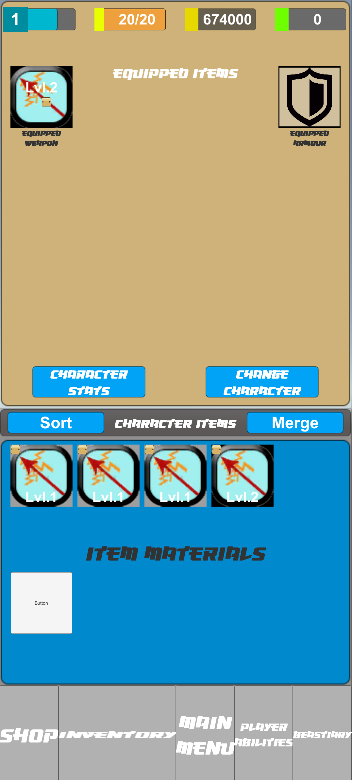 1 20/20 674000 0
EQUIPPED ITEMS
Lvl.2
EQUIPPED
WEAPON
EQUIPPED
ARMOUR
CHARACTER
STATS
CHANGE
CHARACTER
Sort CHARACTER ITEMS Merge
Lvl.1 Lvl.1 Lvl.1 Lvl.2
ITEM MATERIALS
Button
SHOP
INVENTORY
MAIN
MENU
PLAYER
ABILITIES
BEASTIARY